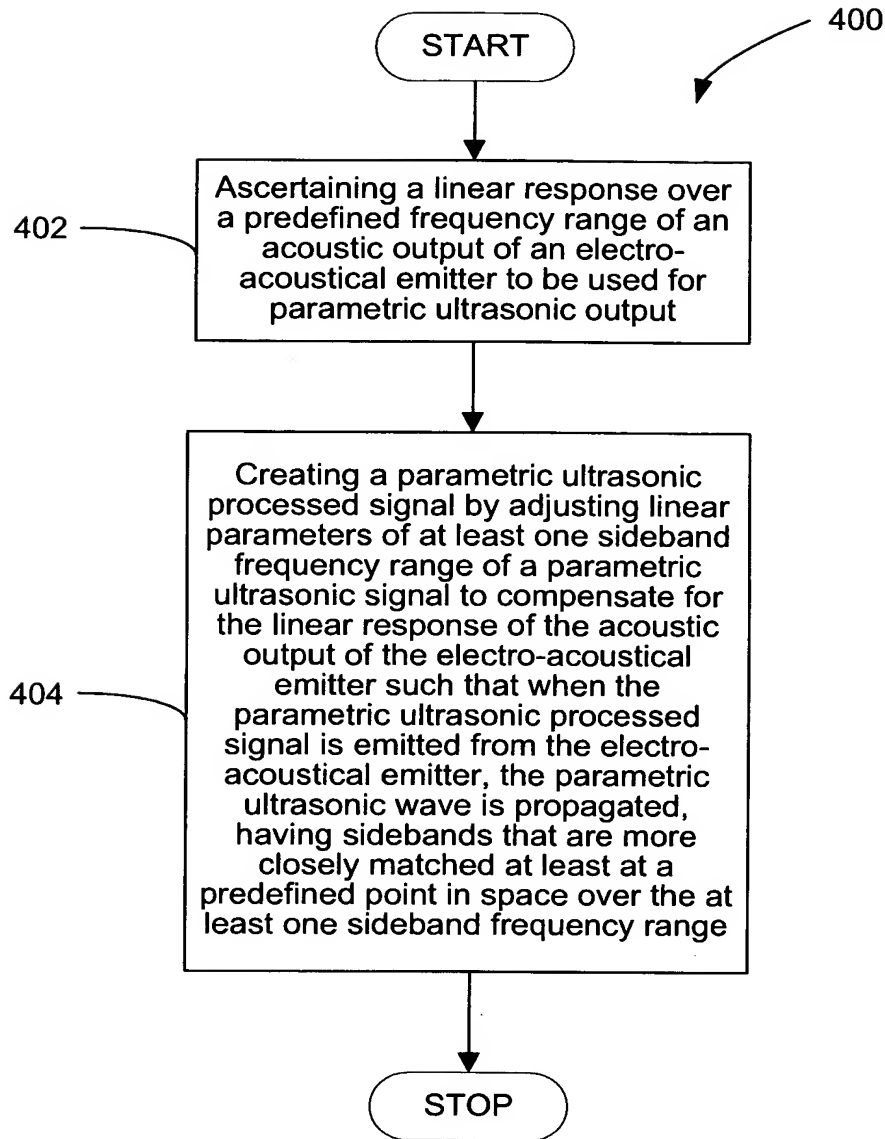 START
400
402
Ascertaining a linear response over
a predefined frequency range of an
acoustic output of an electro-
acoustical emitter to be used for
parametric ultrasonic output
404
Creating a parametric ultrasonic
processed signal by adjusting linear
parameters of at least one sideband
frequency range of a parametric
ultrasonic signal to compensate for
the linear response of the acoustic
output of the electro-acoustical
emitter such that when the
parametric ultrasonic processed
signal is emitted from the electro-
acoustical emitter, the parametric
ultrasonic wave is propagated,
having sidebands that are more
closely matched at least at a
predefined point in space over the at
least one sideband frequency range
STOP